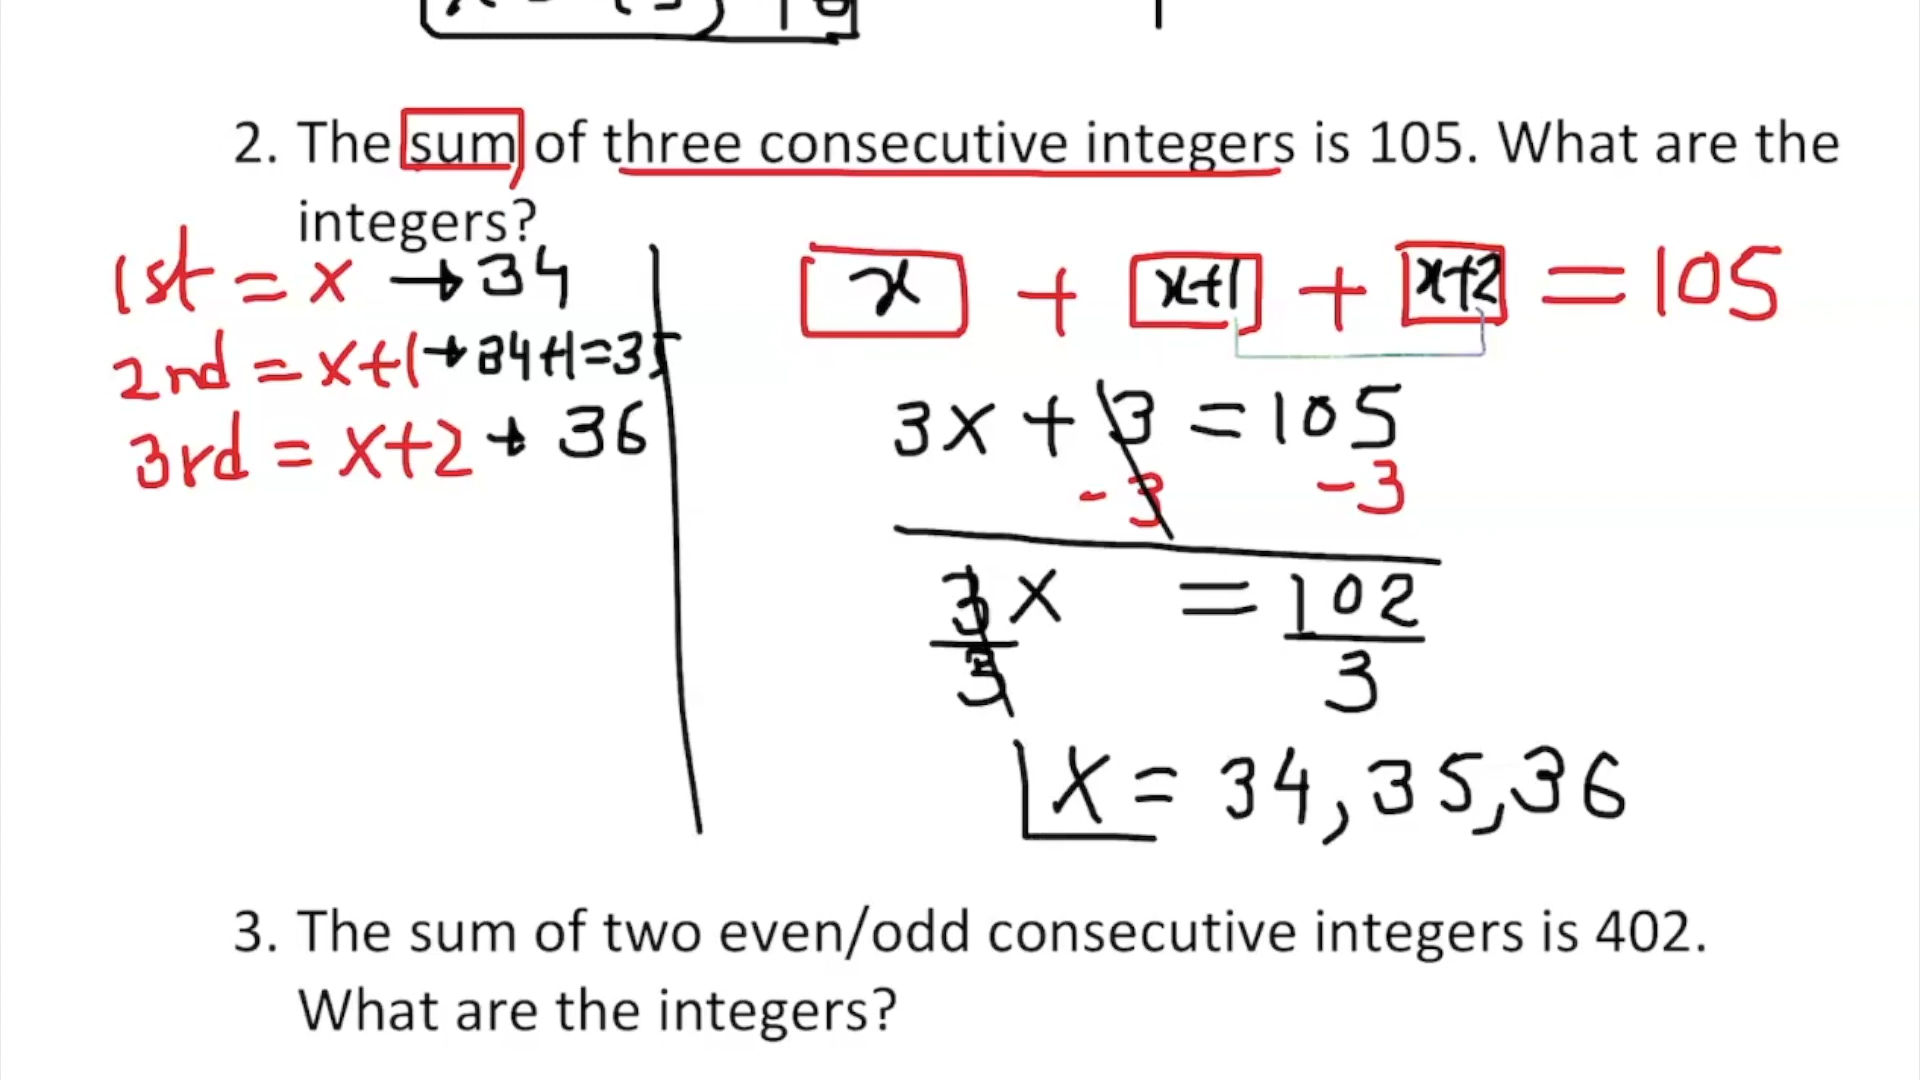 2. The sum of three consecutive integers is 105. What are the
integers?
1st = x → 34
2nd = x+1 → 34+1=35
3rd = x+2 → 36
x + x+1 + x+2 = 105
3x + 3 = 105
-3 -3
3x = 102
3 3
x = 34, 35, 36
3. The sum of two even/odd consecutive integers is 402.
What are the integers?